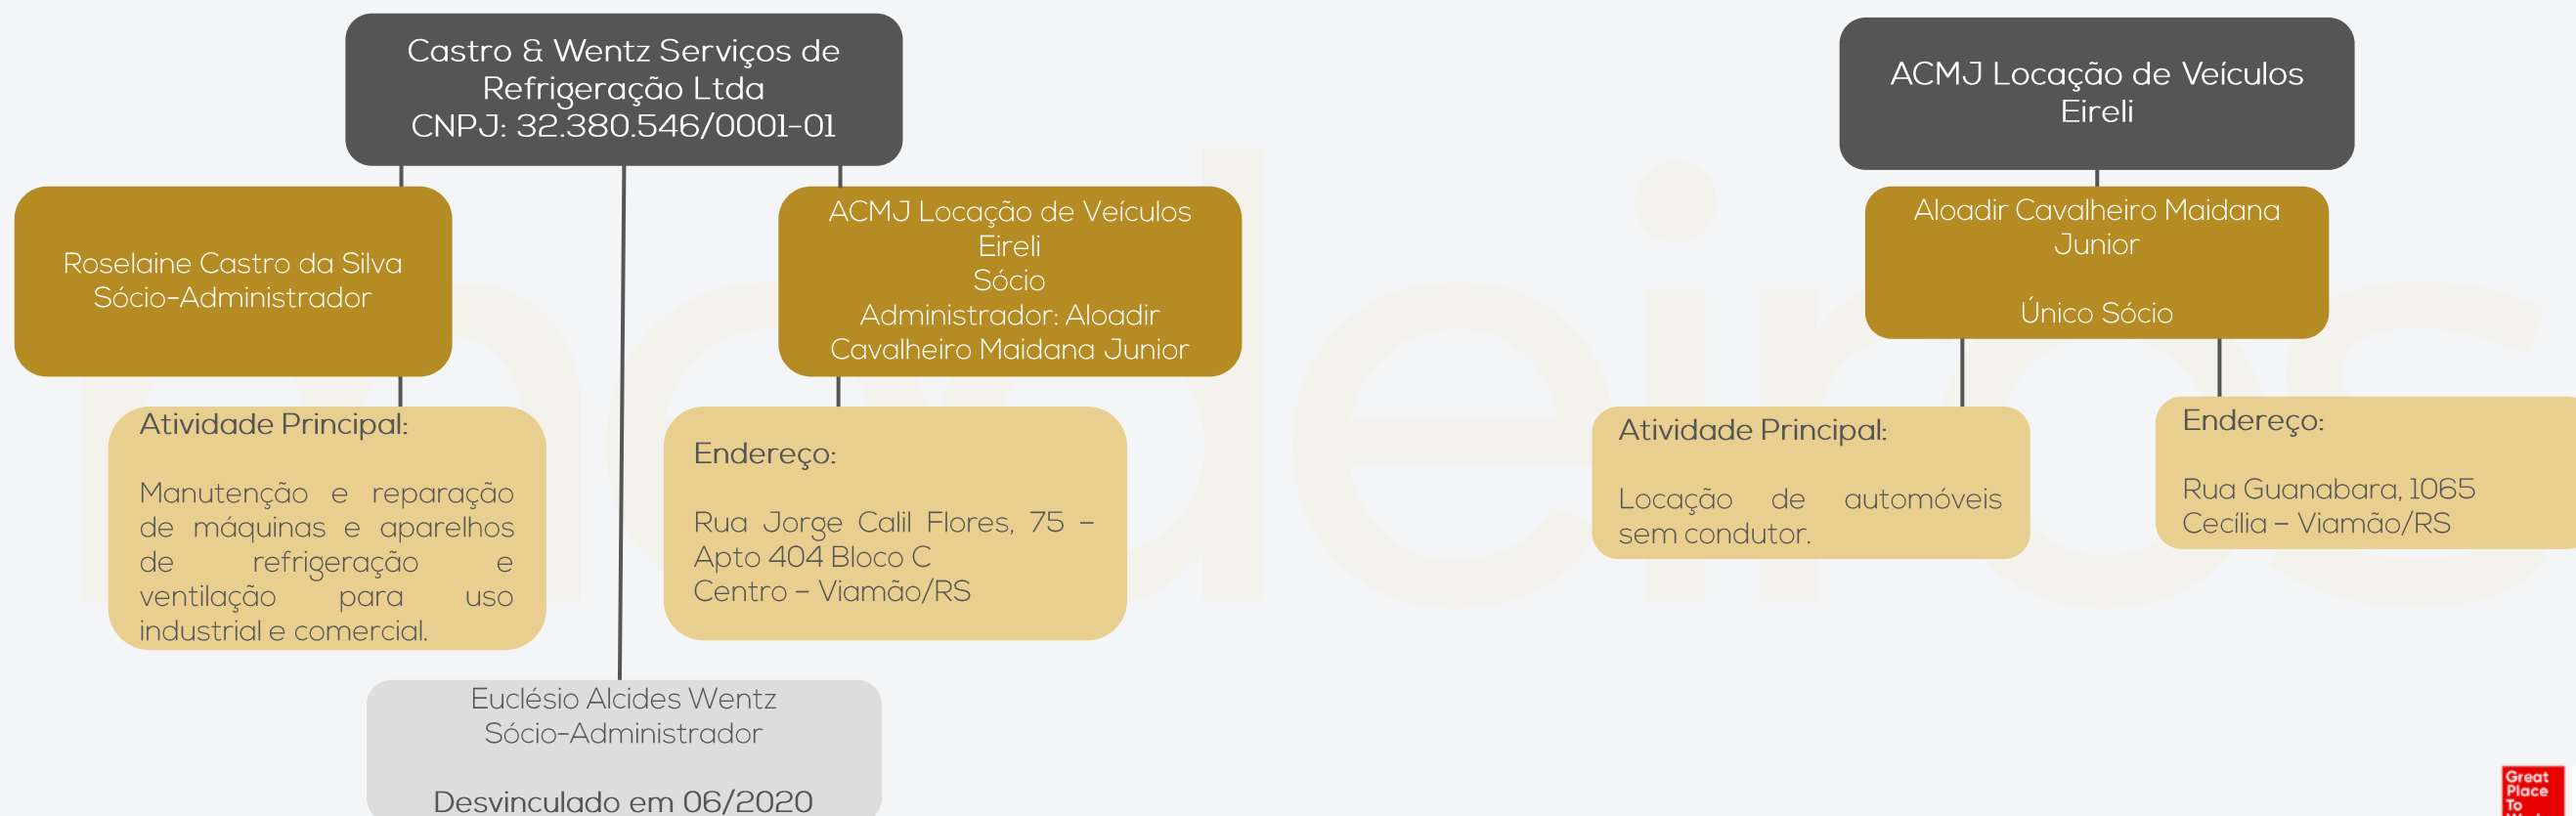 Castro & Wentz Serviços de
Refrigeração Ltda
CNPJ: 32.380.546/0001-01
Roselaine Castro da Silva
Sócio-Administrador
ACMJ Locação de Veículos
Eireli
Sócio
Administrador: Aloadir
Cavalheiro Maidana Junior
Atividade Principal:
Manutenção e reparação
de máquinas e aparelhos
de refrigeração e
ventilação para uso
industrial e comercial.
Endereço:
Rua Jorge Calil Flores, 75 –
Apto 404 Bloco C
Centro – Viamão/RS
Euclésio Alcides Wentz
Sócio-Administrador
Desvinculado em 06/2020
ACMJ Locação de Veículos
Eireli
Aloadir Cavalheiro Maidana
Junior
Único Sócio
Atividade Principal:
Locação de automóveis
sem condutor.
Endereço:
Rua Guanabara, 1065
Cecília – Viamão/RS
Great
Place
To